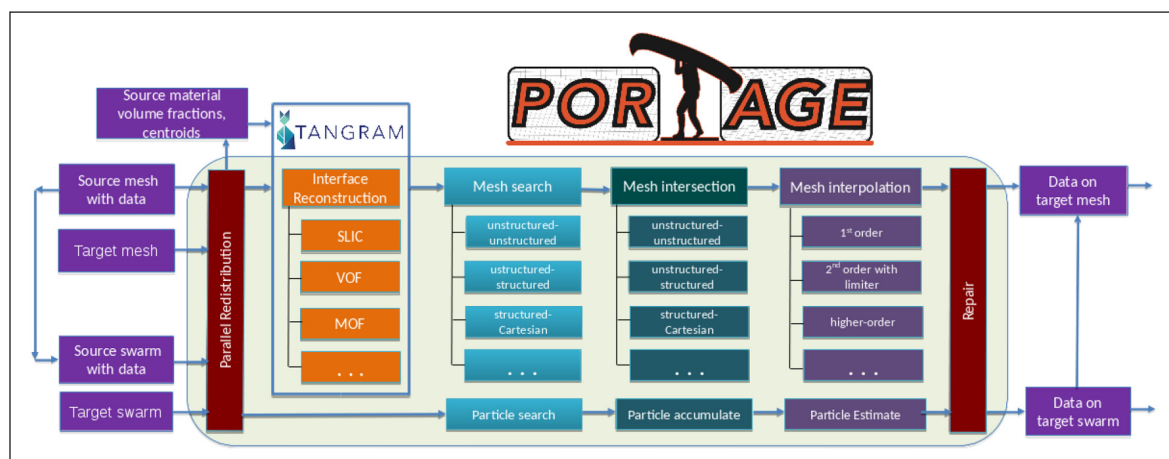 PORTAGE
Source material
volume fractions,
centroids
TANGRAM
Source mesh
with data
Target mesh
Source swarm
with data
Target swarm
Parallel Redistribution
Interface
Reconstruction
SLIC
VOF
MOF
. . .
Mesh search
unstructured-
unstructured
ustructured-
structured
structured-
Cartesian
. . .
Mesh intersection
unstructured-
unstructured
unstructured-
structured
structured-
Cartesian
. . .
Mesh interpolation
1st order
2nd order with
limiter
higher-order
. . .
Particle search
Particle accumulate
Particle Estimate
Repair
Data on
target mesh
Data on
target swarm